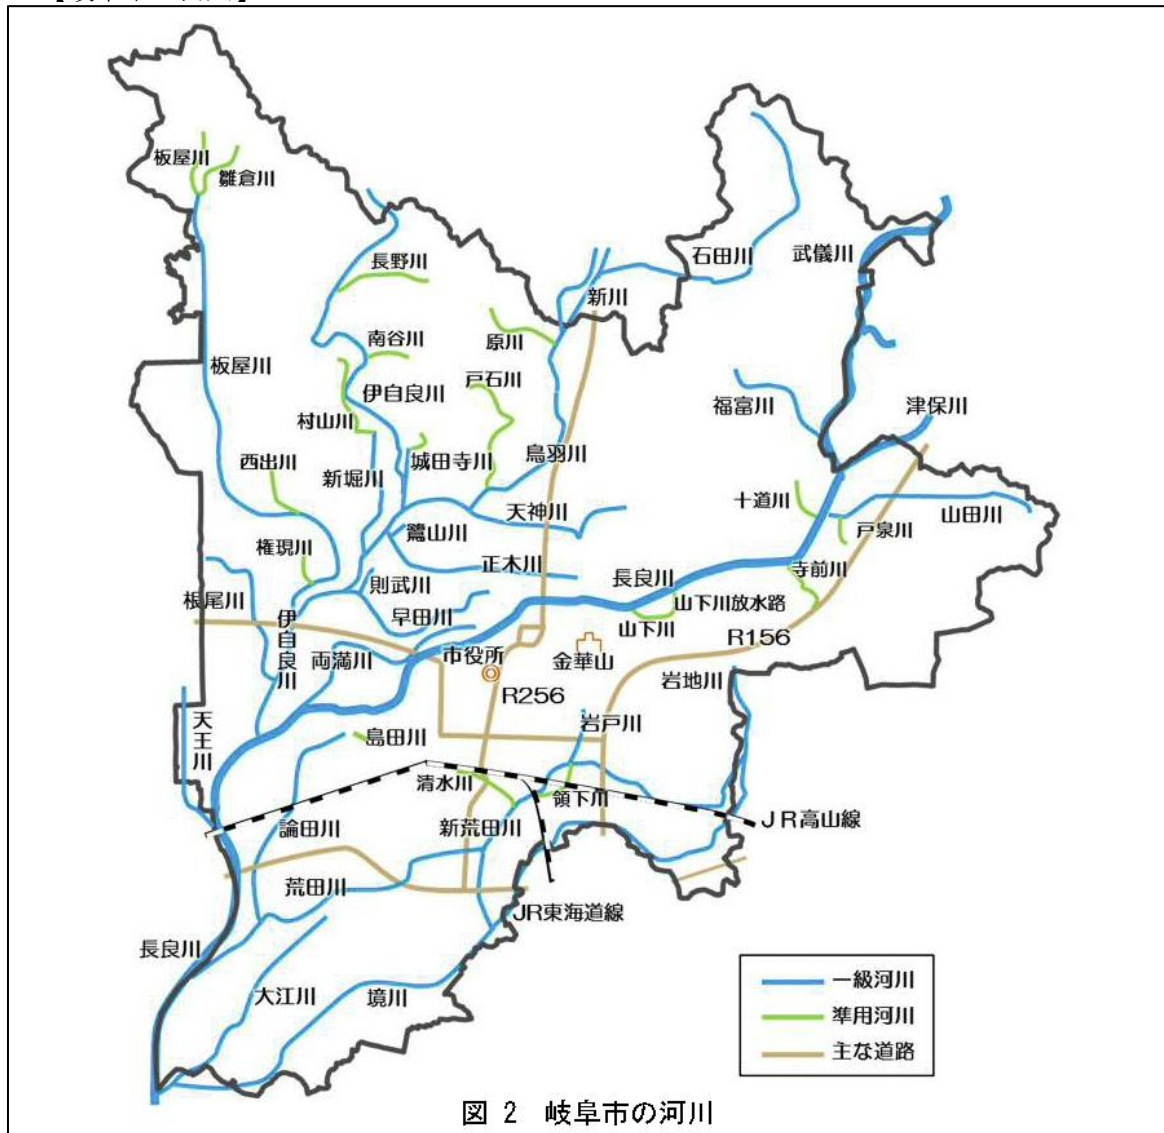 板屋川
雛倉川
長野川
石田川
武儀川
新川
原川
南谷川
戸石川
板屋川
伊自良川
福富川
津保川
村山川
西出川
新堀川
城田寺川
鳥羽川
十道川
山田川
戸泉川
天神川
鷺山川
権現川
正木川
則武川
長良川
寺前川
根尾川
早田川
山下川放水路
山下川
伊自良川
両満川
市役所
金華山
R156
岩地川
R256
天王川
島田川
岩戸川
清水川
領下川
JR高山線
論田川
新荒田川
荒田川
JR東海道線
長良川
大江川
境川
一級河川
準用河川
主な道路
図 2 岐阜市の河川